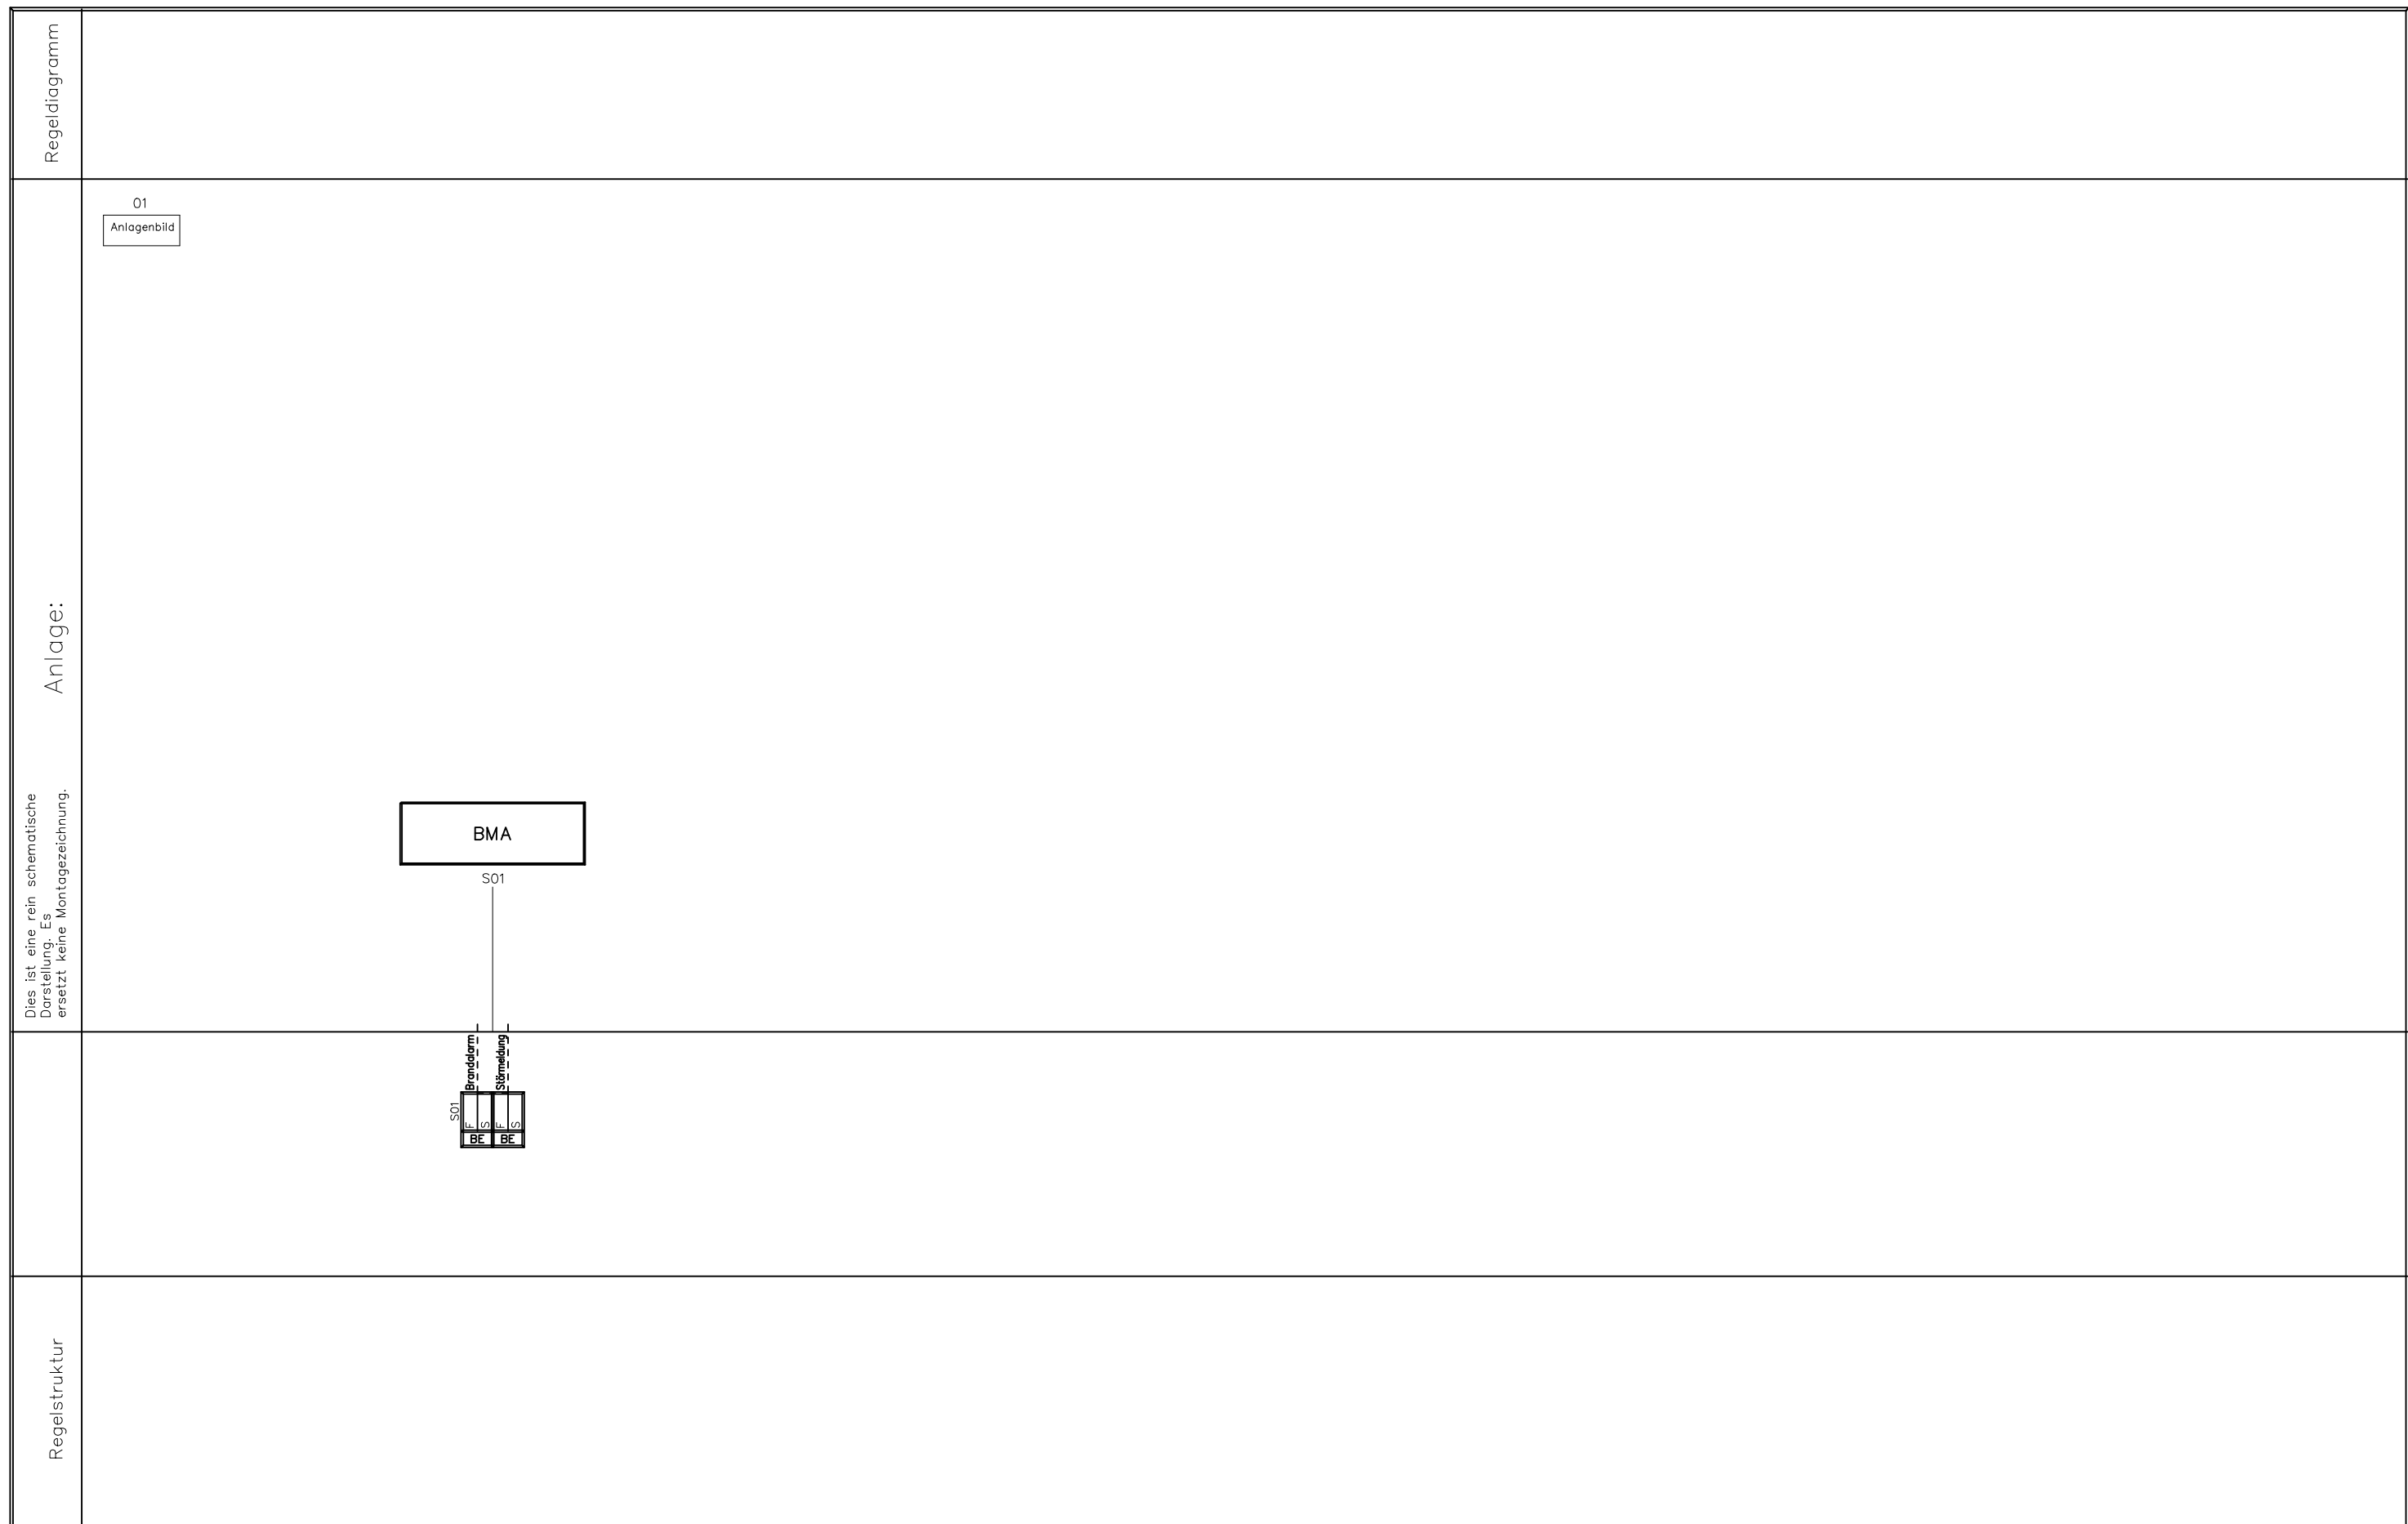 Regeldiagramm
01
Anlagenbild
Anlage:
Dies ist eine rein schematische
Darstellung. Es
ersetzt keine Montagezeichnung.
BMA
S01
Brandalarm
Störmeldung
S01
F
S
F
S
BE
BE
Regelstruktur